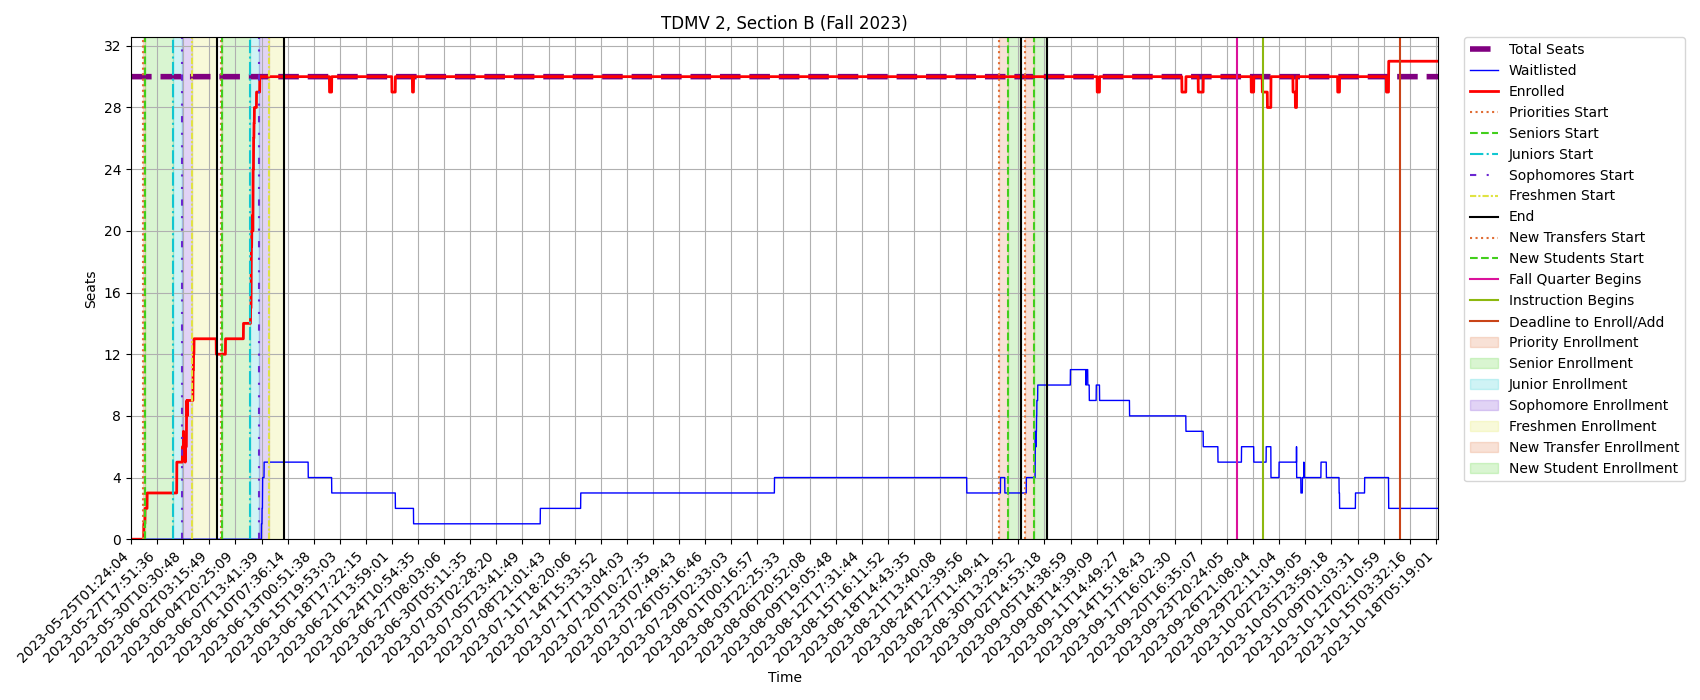 TDMV 2, Section B (Fall 2023)
32
28
24
20
16
12
8
4
0
Seats
2023-05-25T01:24:04
2023-05-27T17:51:36
2023-05-30T10:30:48
2023-06-02T03:15:49
2023-06-04T20:25:09
2023-06-07T13:41:39
2023-06-10T07:36:14
2023-06-13T00:51:38
2023-06-15T19:53:03
2023-06-18T17:22:15
2023-06-21T13:59:01
2023-06-24T10:54:35
2023-06-27T08:03:06
2023-06-30T05:11:35
2023-07-03T02:28:20
2023-07-05T23:41:49
2023-07-08T21:01:43
2023-07-11T18:20:06
2023-07-14T15:33:52
2023-07-17T13:04:03
2023-07-20T10:27:35
2023-07-23T07:49:43
2023-07-26T05:16:46
2023-07-29T02:33:03
2023-08-01T00:16:57
2023-08-03T22:25:33
2023-08-06T20:52:08
2023-08-09T19:05:48
2023-08-12T17:31:44
2023-08-15T16:11:52
2023-08-18T14:43:35
2023-08-21T13:40:08
2023-08-24T12:39:56
2023-08-27T11:49:41
2023-08-30T13:29:52
2023-09-02T14:53:18
2023-09-05T14:38:59
2023-09-08T14:39:09
2023-09-11T14:49:27
2023-09-14T15:18:43
2023-09-17T16:02:30
2023-09-20T16:35:07
2023-09-23T20:24:05
2023-09-26T21:08:04
2023-09-29T22:11:04
2023-10-02T23:19:05
2023-10-05T23:59:18
2023-10-09T01:03:31
2023-10-12T02:10:59
2023-10-15T03:32:16
2023-10-18T05:19:01
Time
Total Seats
Waitlisted
Enrolled
Priorities Start
Seniors Start
Juniors Start
Sophomores Start
Freshmen Start
End
New Transfers Start
New Students Start
Fall Quarter Begins
Instruction Begins
Deadline to Enroll/Add
Priority Enrollment
Senior Enrollment
Junior Enrollment
Sophomore Enrollment
Freshmen Enrollment
New Transfer Enrollment
New Student Enrollment